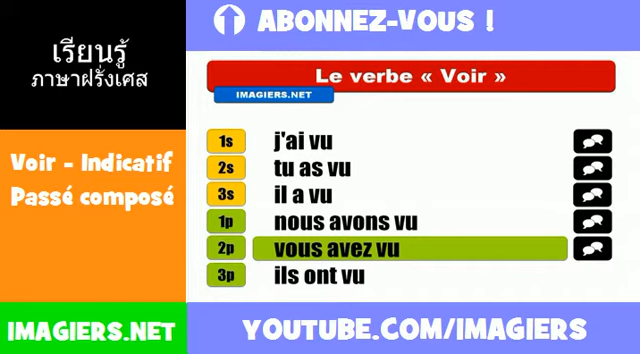 เรียนรู้
ภาษาฝรั่งเศส
Voir - Indicatif
Passé composé
IMAGIERS.NET
ABONNEZ-VOUS !
Le verbe « Voir »
IMAGIERS.NET
1s j'ai vu
2s tu as vu
3s il a vu
1p nous avons vu
2p vous avez vu
3p ils ont vu
YOUTUBE.COM/IMAGIERS